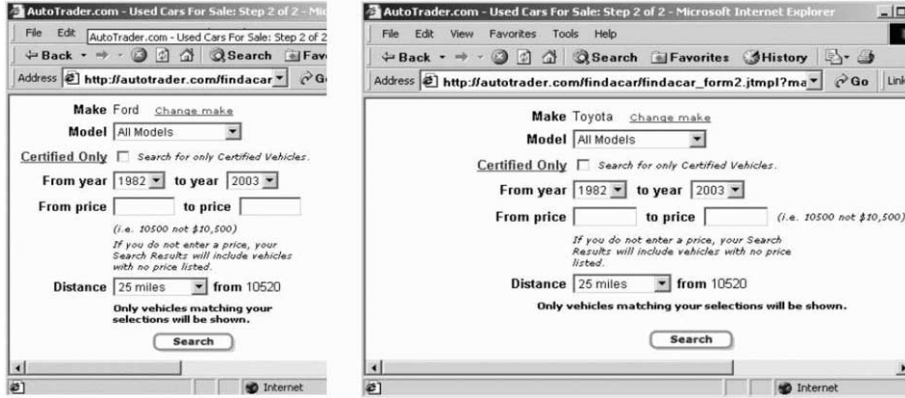 AutoTrader.com - Used Cars For Sale: Step 2 of 2 - Mic
File Edit AutoTrader.com - Used Cars For Sale: Step 2 of 2
Back Search Fav
Address http://autotrader.com/findacar Go
Make Ford Change make
Model All Models
Certified Only Search for only Certified Vehicles.
From year 1982 to year 2003
From price to price
(i.e. 10500 not $10,500)
If you do not enter a price, your
Search Results will include vehicles
with no price listed.
Distance 25 miles from 10520
Only vehicles matching your
selections will be shown.
Search
Internet
AutoTrader.com - Used Cars For Sale: Step 2 of 2 - Microsoft Internet Explorer
File Edit View Favorites Tools Help
Back Search Favorites History
Address http://autotrader.com/findacar/findacar_form2.jtmpl?ma Go Link
Make Toyota Change make
Model All Models
Certified Only Search for only Certified Vehicles.
From year 1982 to year 2003
From price to price (i.e. 10500 not $10,500)
If you do not enter a price, your Search
Results will include vehicles with no price
listed.
Distance 25 miles from 10520
Only vehicles matching your selections will be shown.
Search
Internet